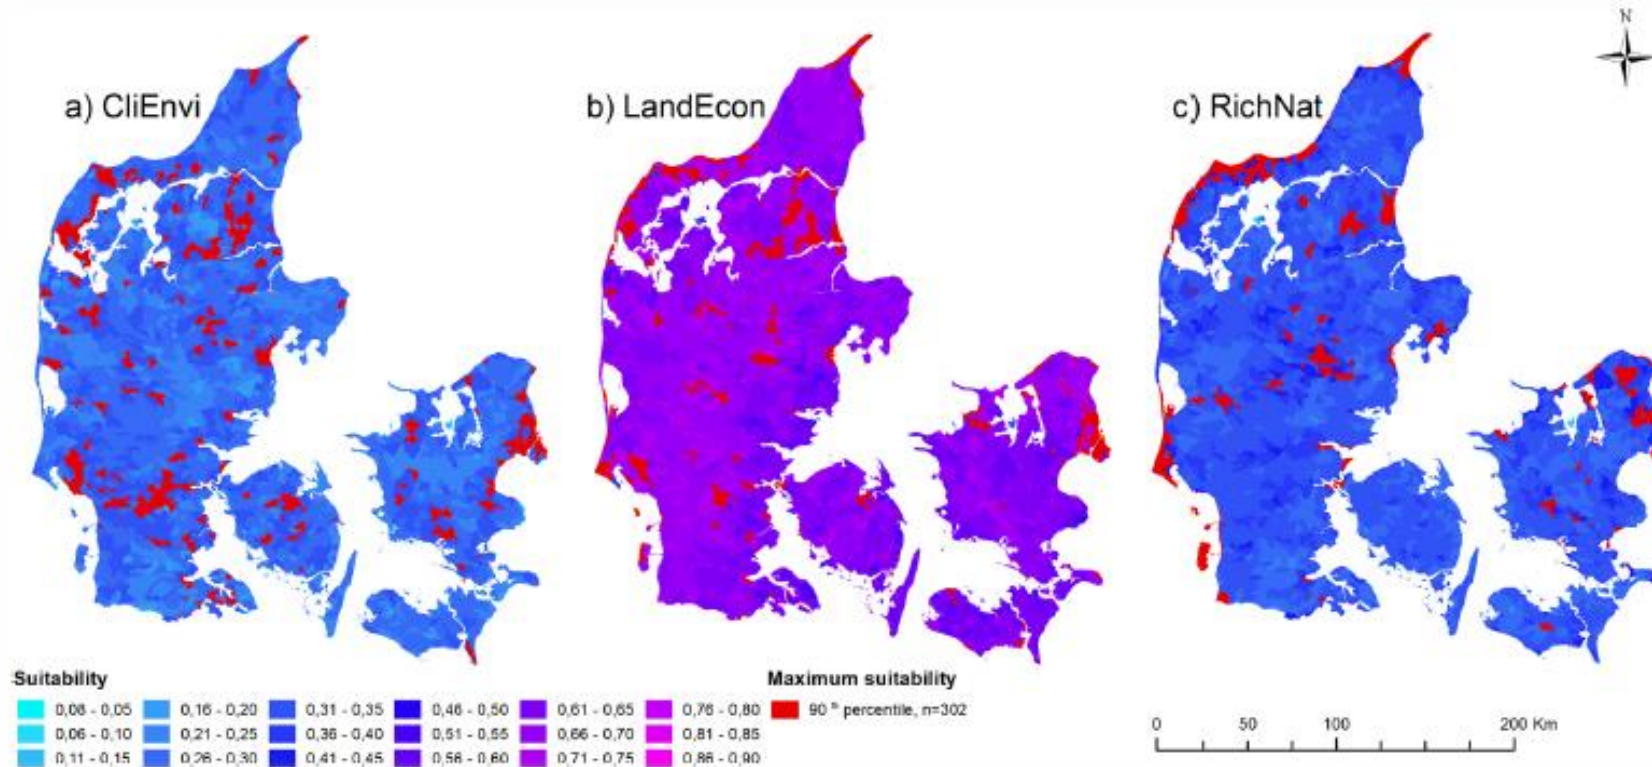 N
a) CliEnvi
b) LandEcon
c) RichNat
Suitability
0,08 - 0,05
0,06 - 0,10
0,11 - 0,15
0,16 - 0,20
0,21 - 0,25
0,26 - 0,30
0,31 - 0,35
0,36 - 0,40
0,41 - 0,45
0,46 - 0,50
0,51 - 0,55
0,56 - 0,60
0,61 - 0,65
0,66 - 0,70
0,71 - 0,75
0,76 - 0,80
0,81 - 0,85
0,86 - 0,90
Maximum suitability
90 th percentile, n=302
0 50 100 200 Km